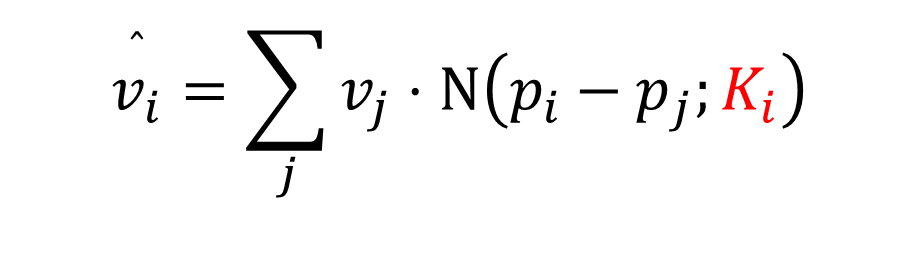 v̂ᵢ = ∑ⱼ vⱼ · N(pᵢ − pⱼ; Kᵢ)